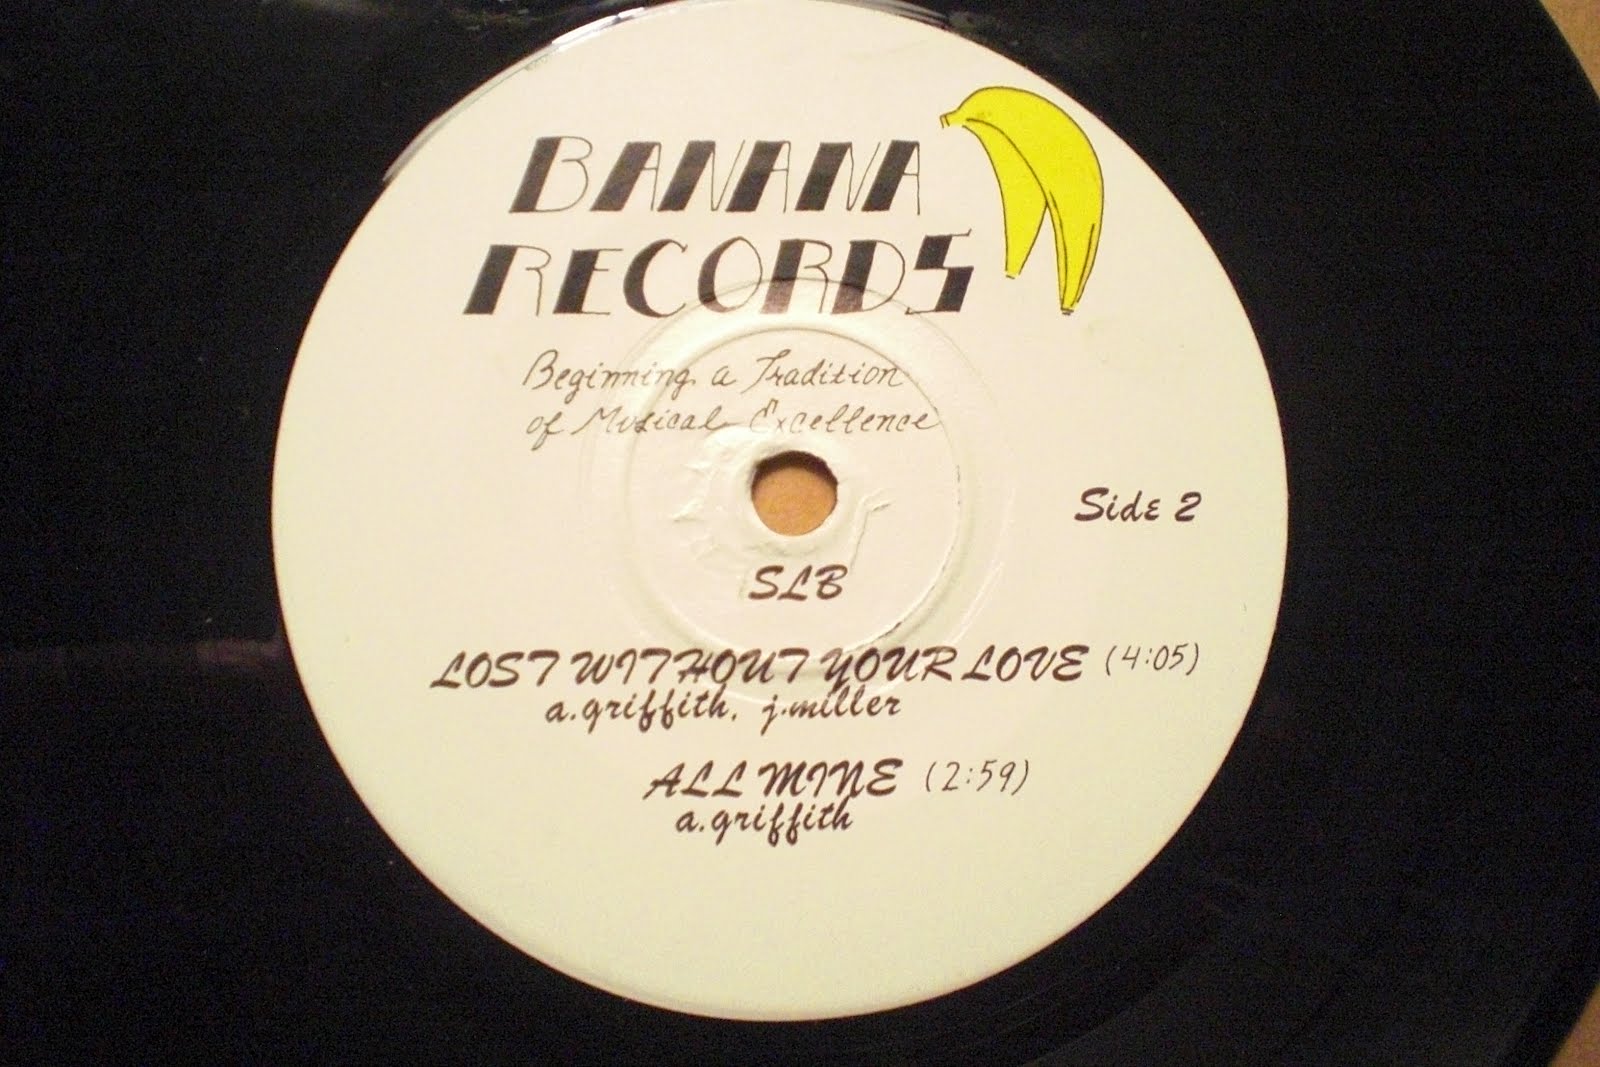 BANANA
RECORDS
Beginning a Tradition
of Musical Excellence
Side 2
SLB
LOST WITHOUT YOUR LOVE (4:05)
a.griffith, j.miller
ALL MINE (2:59)
a.griffith